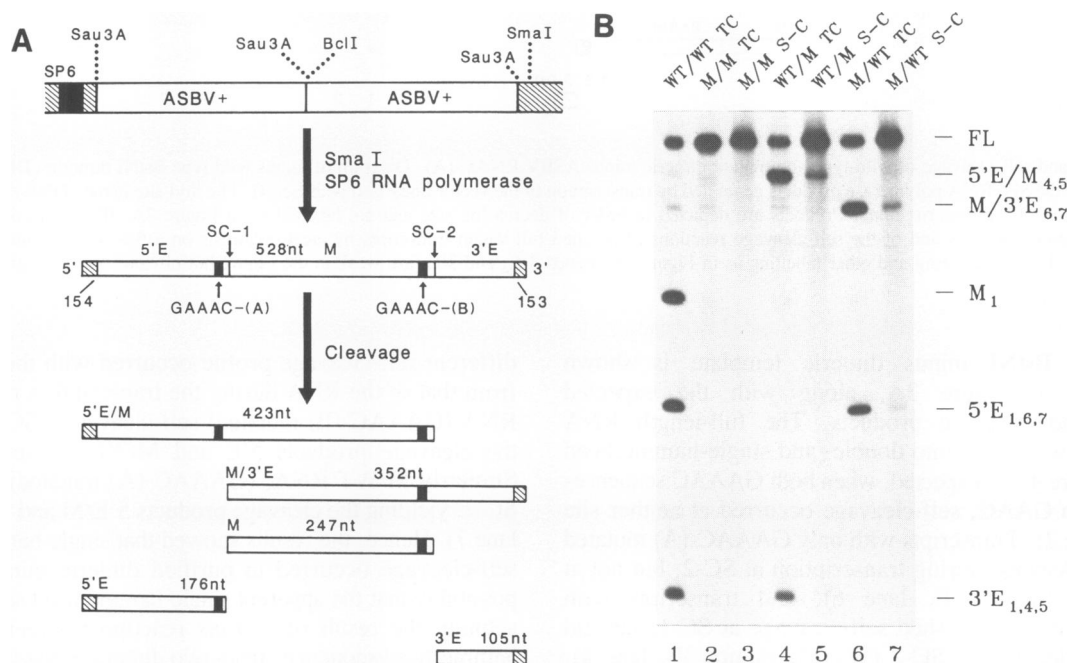 A
Sau3A
Sau3A
BclI
SmaI
Sau3A
SP6
ASBV+
ASBV+
Sma I
SP6 RNA polymerase
SC-1
SC-2
5'E
528nt
M
3'E
5'
3'
154
153
GAAAC-(A)
GAAAC-(B)
Cleavage
5'E/M
423nt
M/3'E
352nt
M
247nt
5'E
176nt
3'E 105nt
B
WT/WT TC
M/M TC
M/M S-C
WT/M TC
WT/M S-C
M/WT TC
M/WT S-C
FL
5'E/M4,5
M/3'E6,7
M1
5'E1,6,7
3'E1,4,5
1 2 3 4 5 6 7